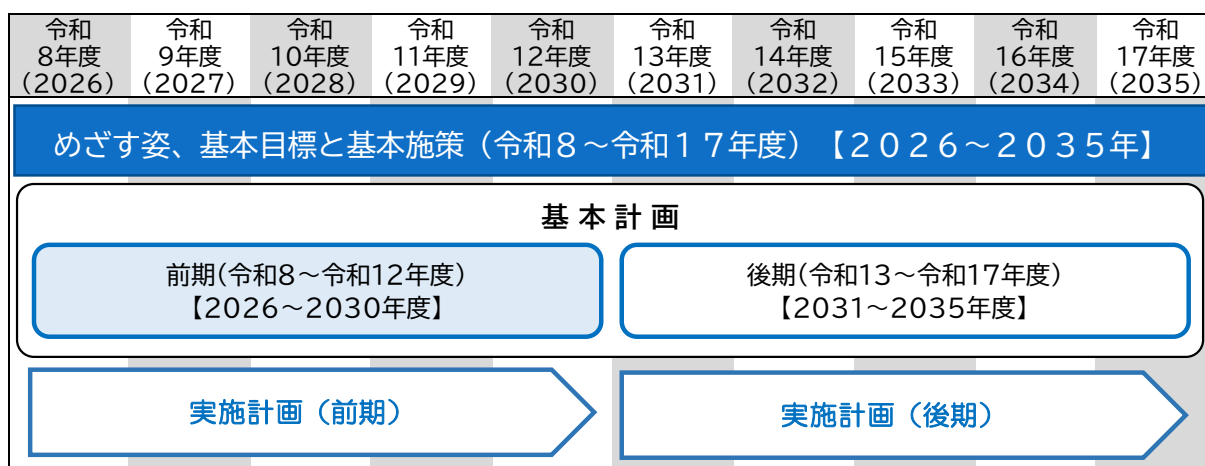 令和 令和 令和 令和 令和 令和 令和 令和 令和 令和
8年度 9年度 10年度 11年度 12年度 13年度 14年度 15年度 16年度 17年度
(2026) (2027) (2028) (2029) (2030) (2031) (2032) (2033) (2034) (2035)
めざす姿、基本目標と基本施策（令和８～令和１７年度）【２０２６～２０３５年】
基本計画
前期(令和8～令和12年度)
【2026～2030年度】
後期(令和13～令和17年度)
【2031～2035年度】
実施計画（前期）
実施計画（後期）